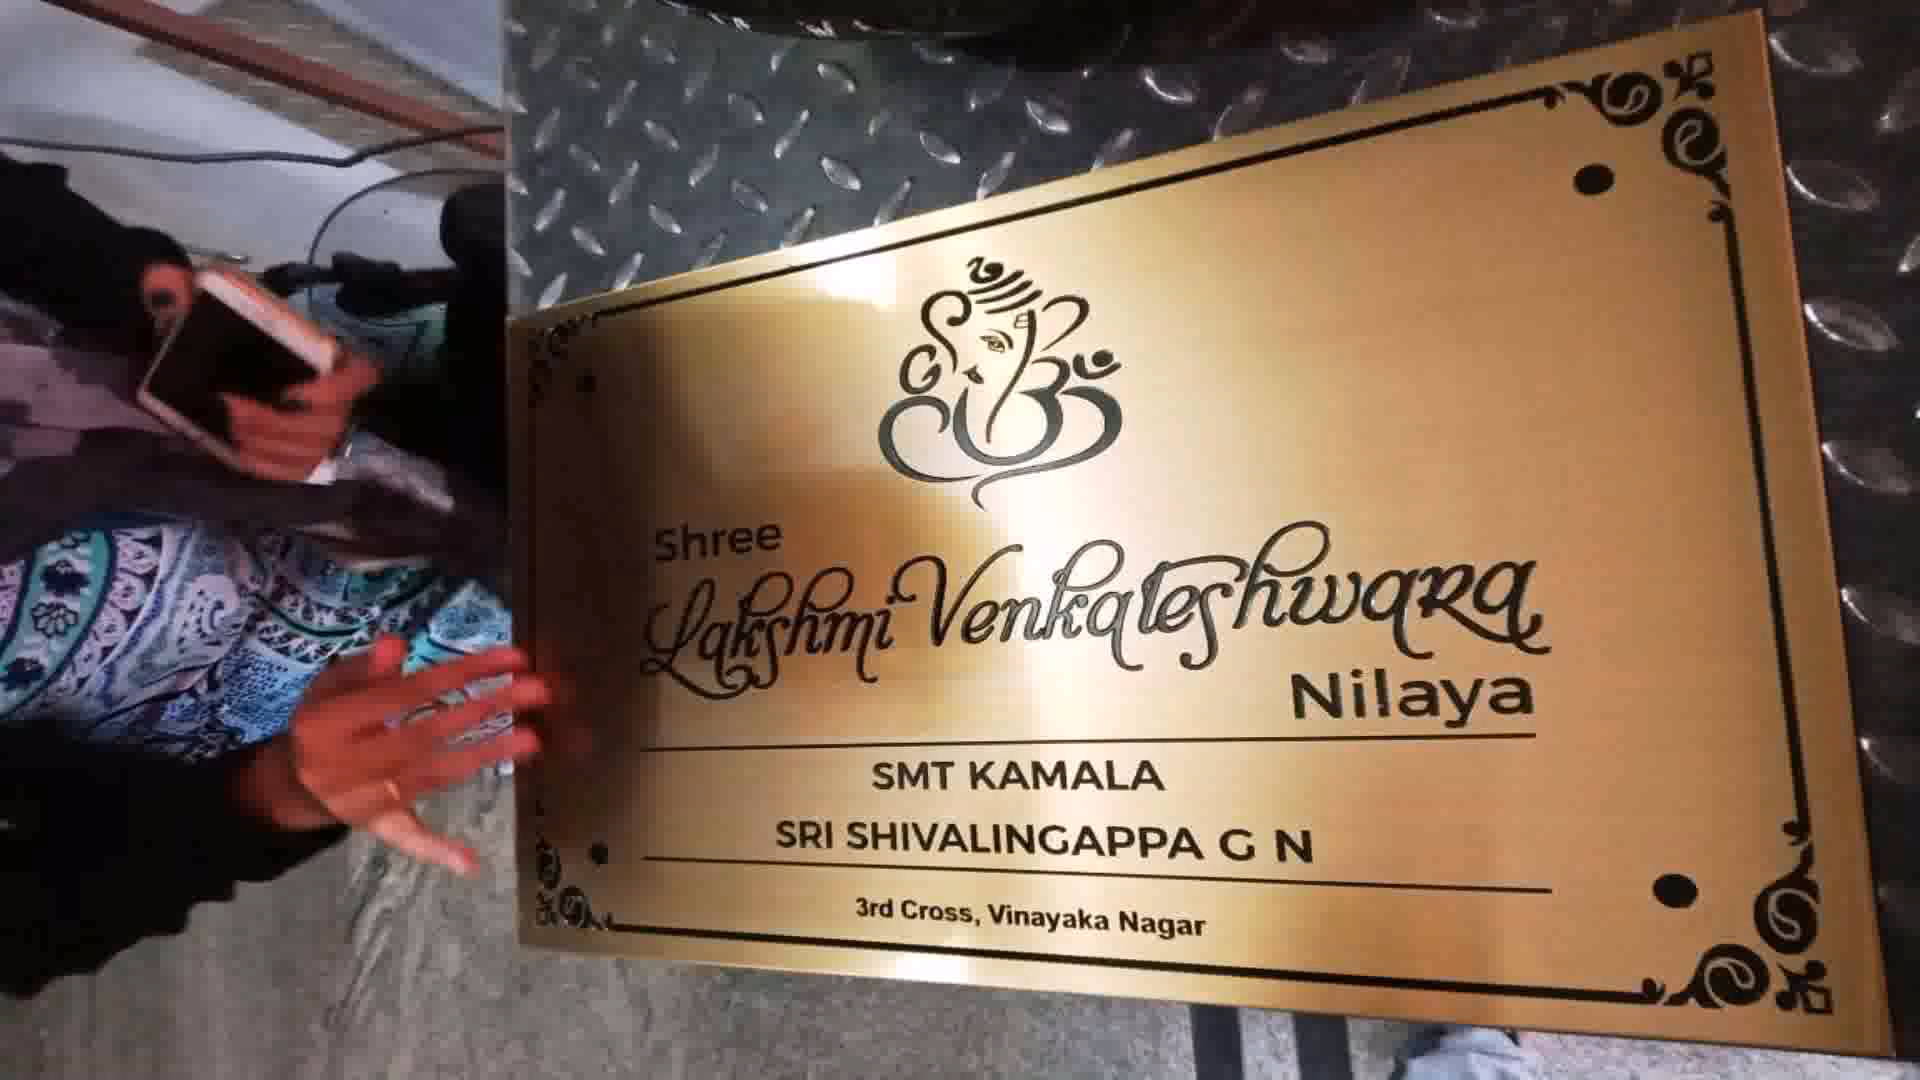 Shree
Lakshmi Venkateshwara
Nilaya
SMT KAMALA
SRI SHIVALINGAPPA G N
3rd Cross, Vinayaka Nagar